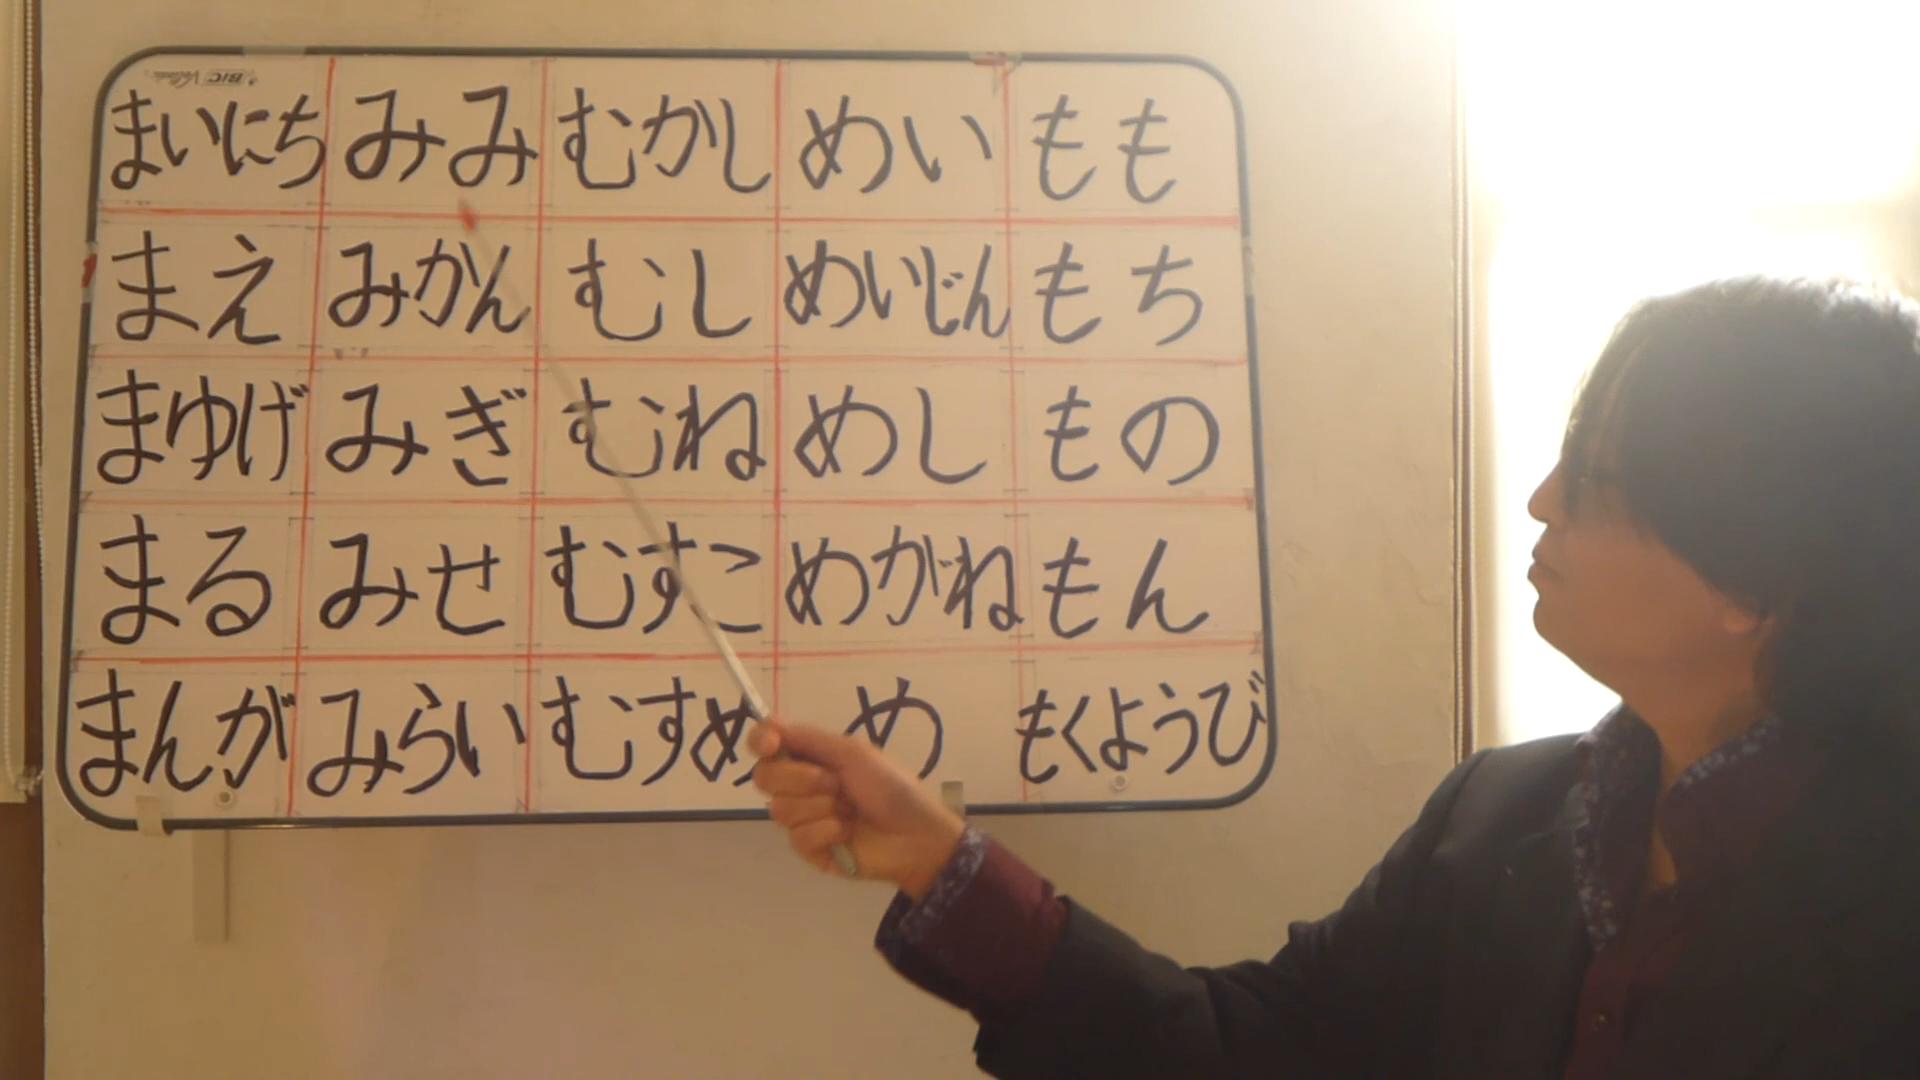 BIC Velleda
まいにち みみ むかし めい もも
まえ みかん むし めいじん もち
まゆげ みぎ むね めし もの
まる みせ むすこ めがね もん
まんが みらい むすめ め もくようび